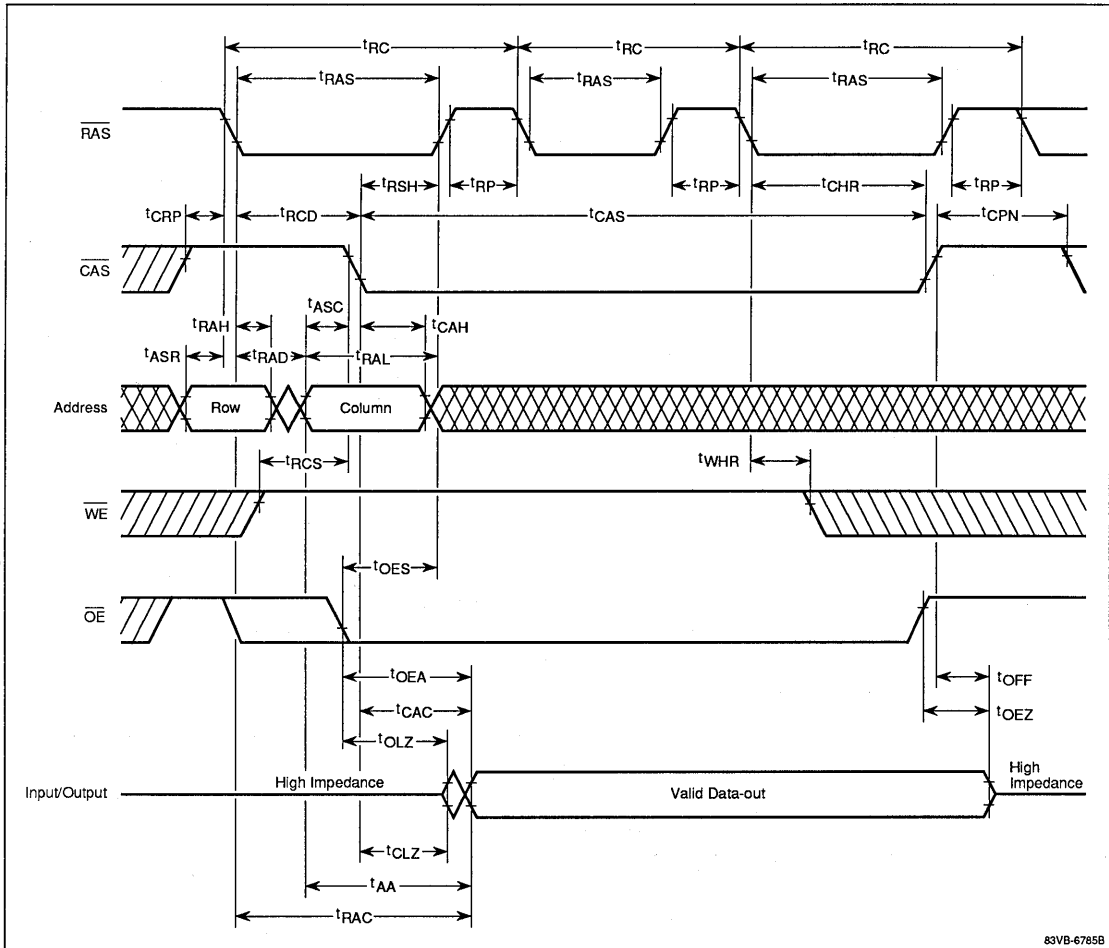 tRC tRC tRC
tRAS tRAS tRAS
RAS
tRSH tRP tRP tCHR tRP
tCRP tRCD tCAS tCPN
CAS
tASC
tRAH tCAH
tASR tRAD tRAL
Address Row Column
tRCS tWHR
WE
tOES
OE
tOEA tOFF
tCAC tOEZ
tOLZ
Input/Output High Impedance Valid Data-out High Impedance
tCLZ
tAA
tRAC
83VB-6785B